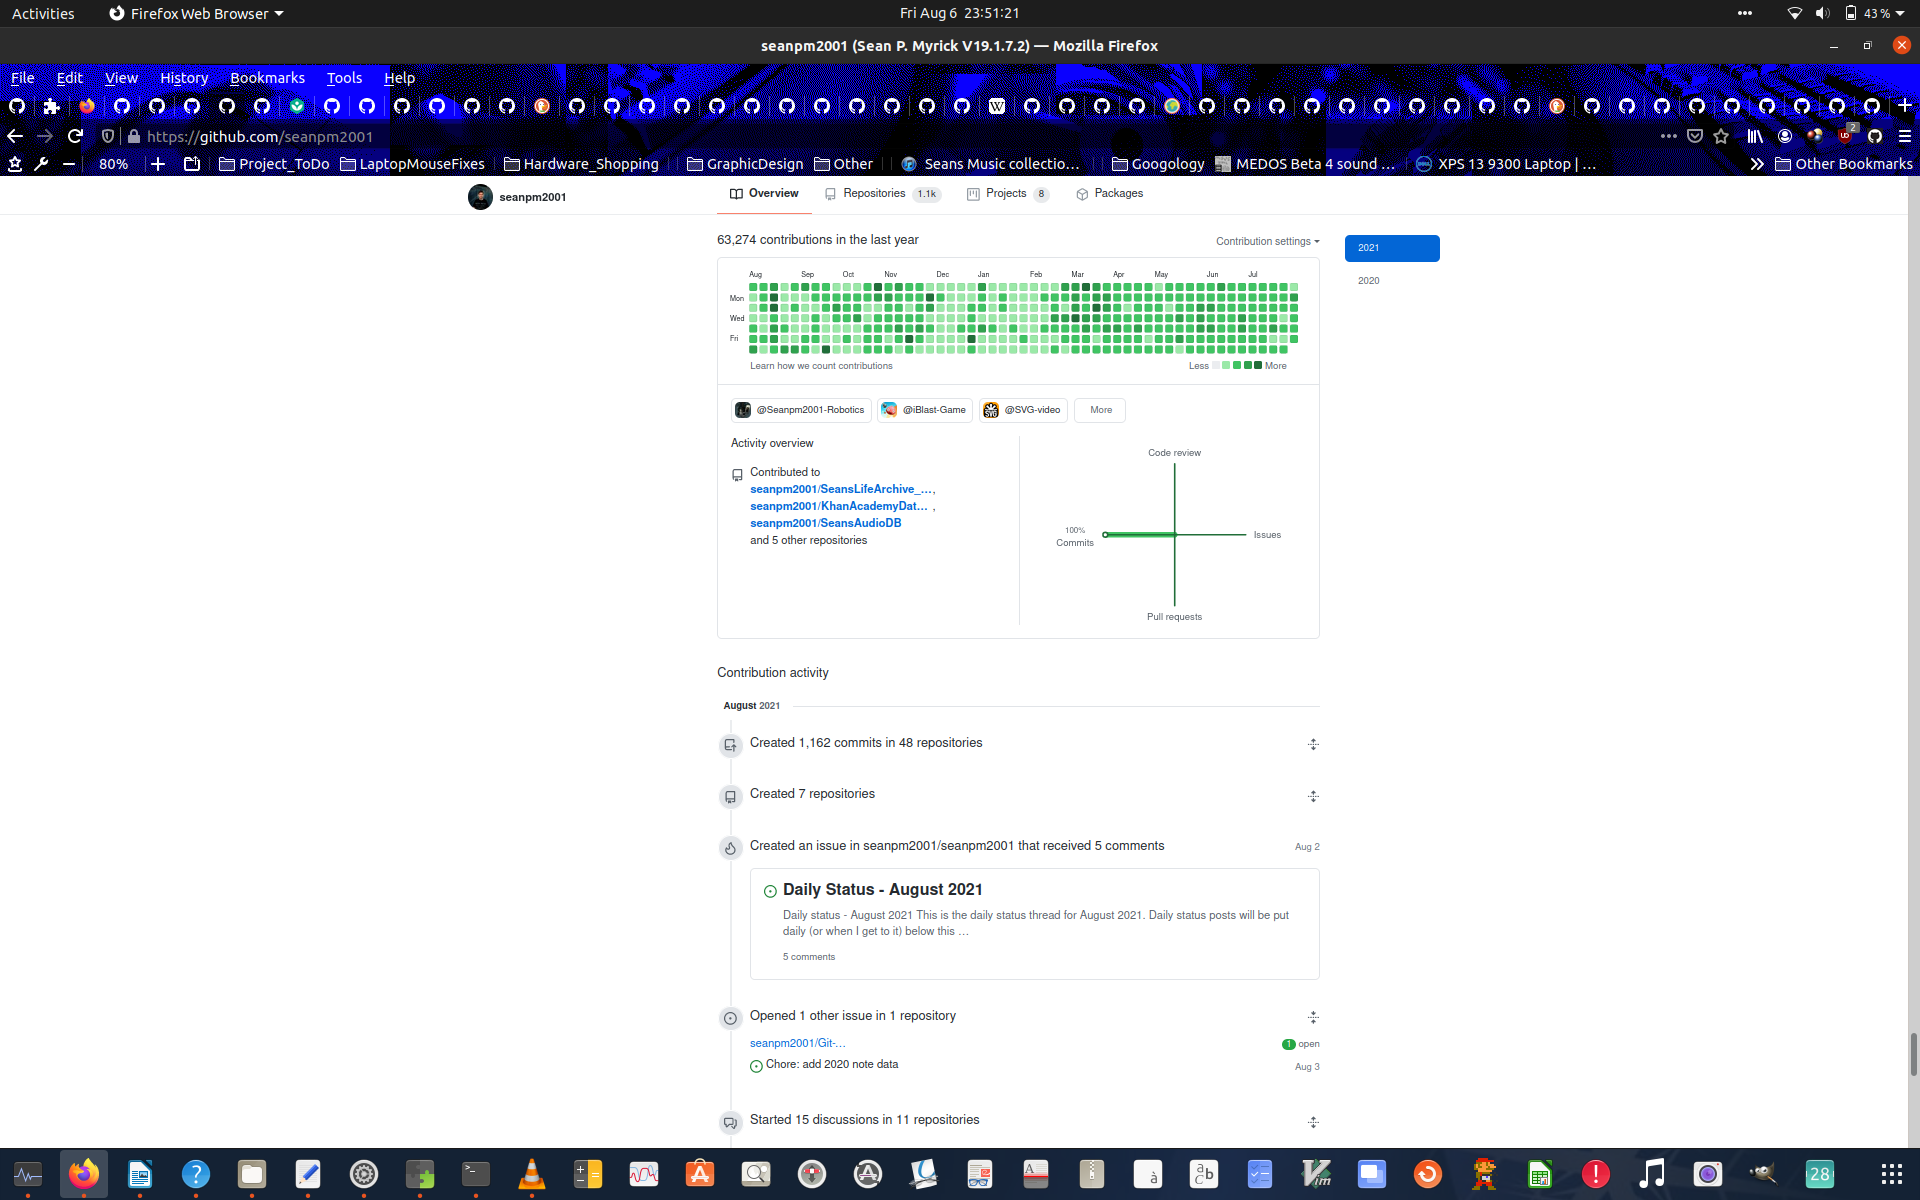 Activities Firefox Web Browser Fri Aug 6 23:51:21 43 %
seanpm2001 (Sean P. Myrick V19.1.7.2) — Mozilla Firefox
File Edit View History Bookmarks Tools Help
https://github.com/seanpm2001 2
80% Project_ToDo LaptopMouseFixes Hardware_Shopping GraphicDesign Other Seans Music collectio… Googology MEDOS Beta 4 sound … XPS 13 9300 Laptop | … Other Bookmarks
seanpm2001 Overview Repositories 1.1k Projects 8 Packages
63,274 contributions in the last year Contribution settings 2021
Aug Sep Oct Nov Dec Jan Feb Mar Apr May Jun Jul 2020
Mon
Wed
Fri
Learn how we count contributions Less More
@Seanpm2001-Robotics @iBlast-Game @SVG-video More
Activity overview
Contributed to
seanpm2001/SeansLifeArchive_…,
seanpm2001/KhanAcademyDat… ,
seanpm2001/SeansAudioDB
and 5 other repositories
Code review
100%
Commits
Issues
Pull requests
Contribution activity
August 2021
Created 1,162 commits in 48 repositories
Created 7 repositories
Created an issue in seanpm2001/seanpm2001 that received 5 comments Aug 2
Daily Status - August 2021
Daily status - August 2021 This is the daily status thread for August 2021. Daily status posts will be put
daily (or when I get to it) below this …
5 comments
Opened 1 other issue in 1 repository
seanpm2001/Git-… 1 open
Chore: add 2020 note data Aug 3
Started 15 discussions in 11 repositories
28